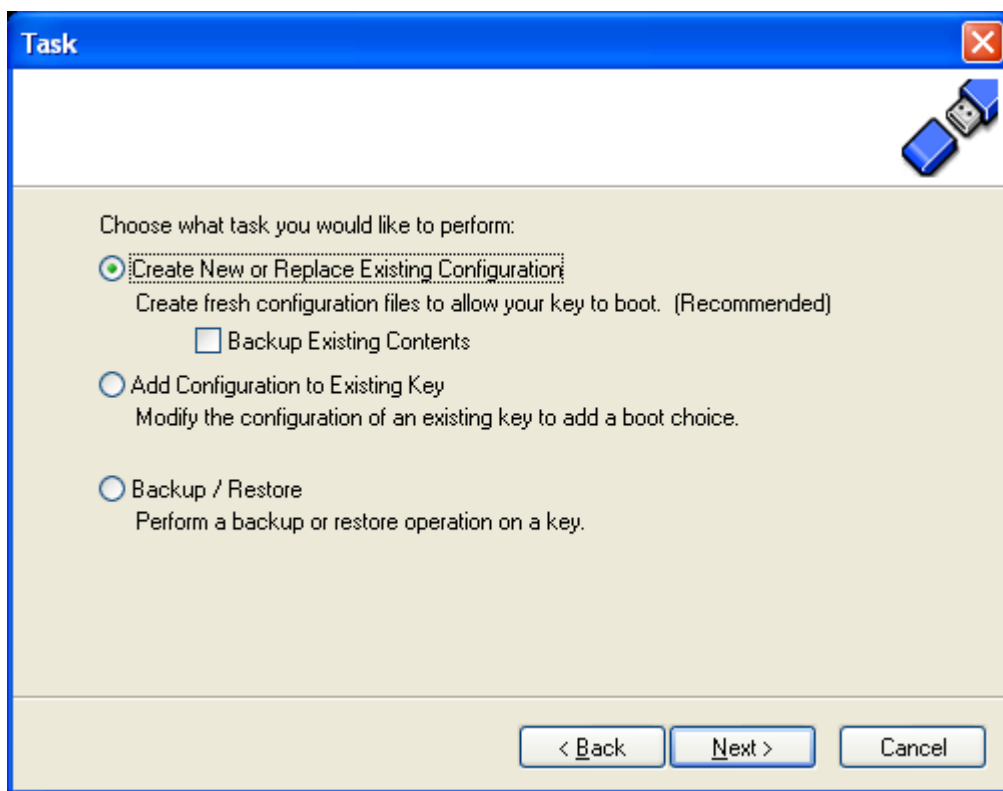 Task
Choose what task you would like to perform:
Create New or Replace Existing Configuration
Create fresh configuration files to allow your key to boot.  (Recommended)
Backup Existing Contents
Add Configuration to Existing Key
Modify the configuration of an existing key to add a boot choice.
Backup / Restore
Perform a backup or restore operation on a key.
< Back
Next >
Cancel